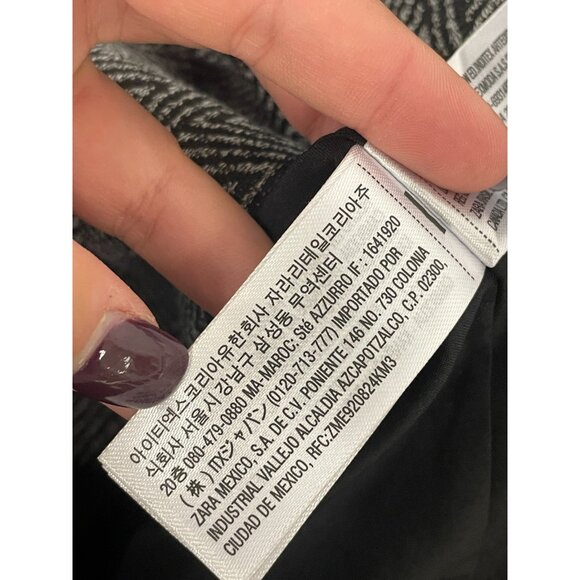 아이티엑스코리아유한회사 자라리테일코리아주
식회사 서울시 강남구 삼성동 무역센터
20층 080-479-0880 MA-MAROC: Sté AZZURRO IF : 1641920
(株) ITXジャパン (0120-713-777) IMPORTADO POR
ZARA MEXICO, S.A. DE C.V. PONIENTE 146 NO. 730 COLONIA
INDUSTRIAL VALLEJO ALCALDIA AZCAPOTZALCO, C.P. 02300,
CIUDAD DE MEXICO, RFC:ZME920824KM3